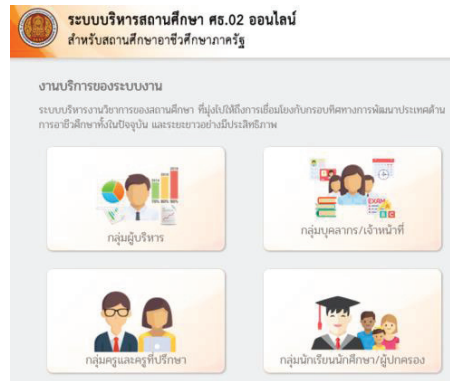 ระบบบริหารสถานศึกษา ศธ.02 ออนไลน์
สำหรับสถานศึกษาอาชีวศึกษาภาครัฐ
งานบริการของระบบงาน
ระบบบริหารงานวิชาการของสถานศึกษา ที่มุ่งไปให้ถึงการเชื่อมโยงกับกรอบทิศทางการพัฒนาประเทศด้าน
การอาชีวศึกษาทั้งในปัจจุบัน และระยะยาวอย่างมีประสิทธิภาพ
กลุ่มผู้บริหาร
EXAM
กลุ่มบุคลากร/เจ้าหน้าที่
กลุ่มครูและครูที่ปรึกษา
กลุ่มนักเรียนนักศึกษา/ผู้ปกครอง